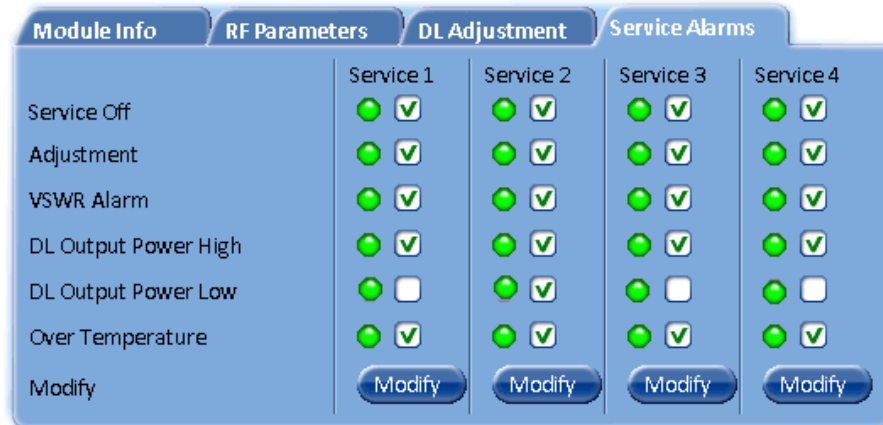 Module Info RF Parameters DL Adjustment Service Alarms
Service 1 Service 2 Service 3 Service 4
Service Off
Adjustment
VSWR Alarm
DL Output Power High
DL Output Power Low
Over Temperature
Modify Modify Modify Modify Modify